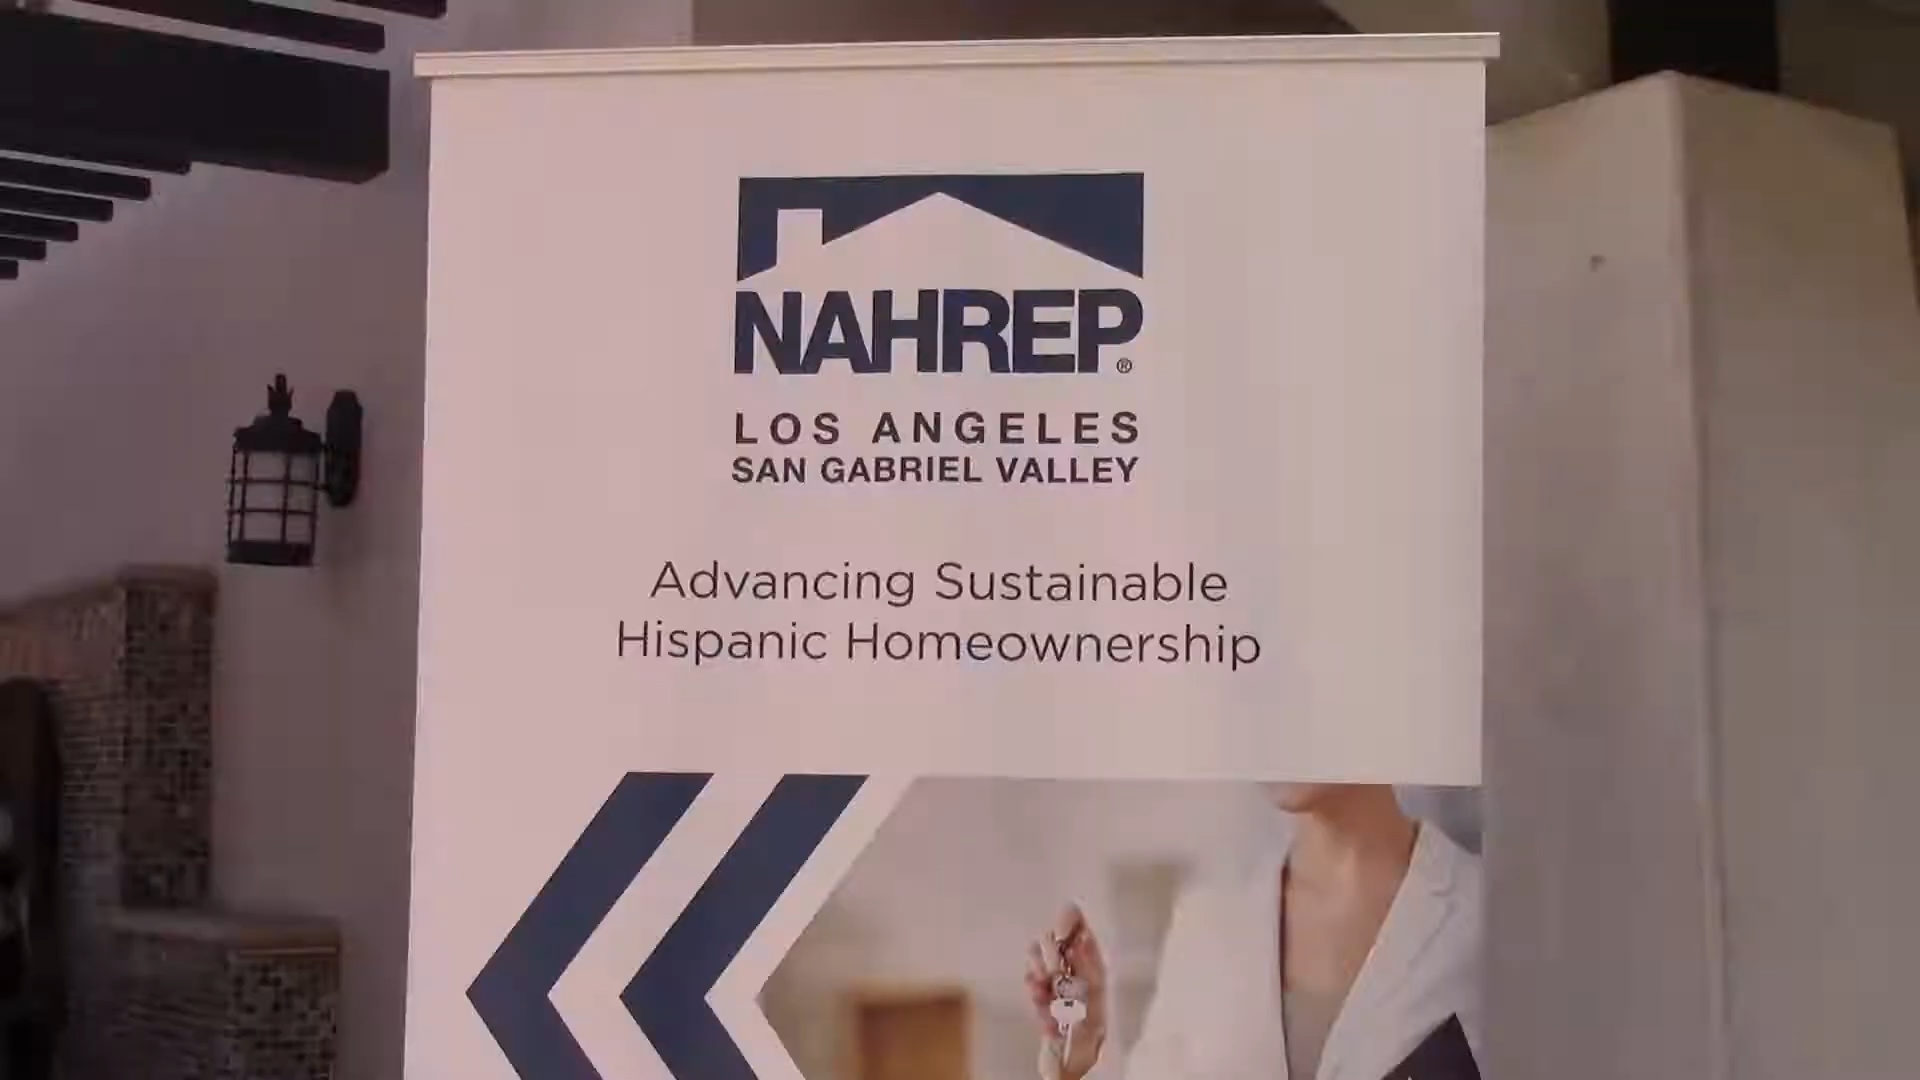 NAHREP®
LOS ANGELES
SAN GABRIEL VALLEY
Advancing Sustainable
Hispanic Homeownership